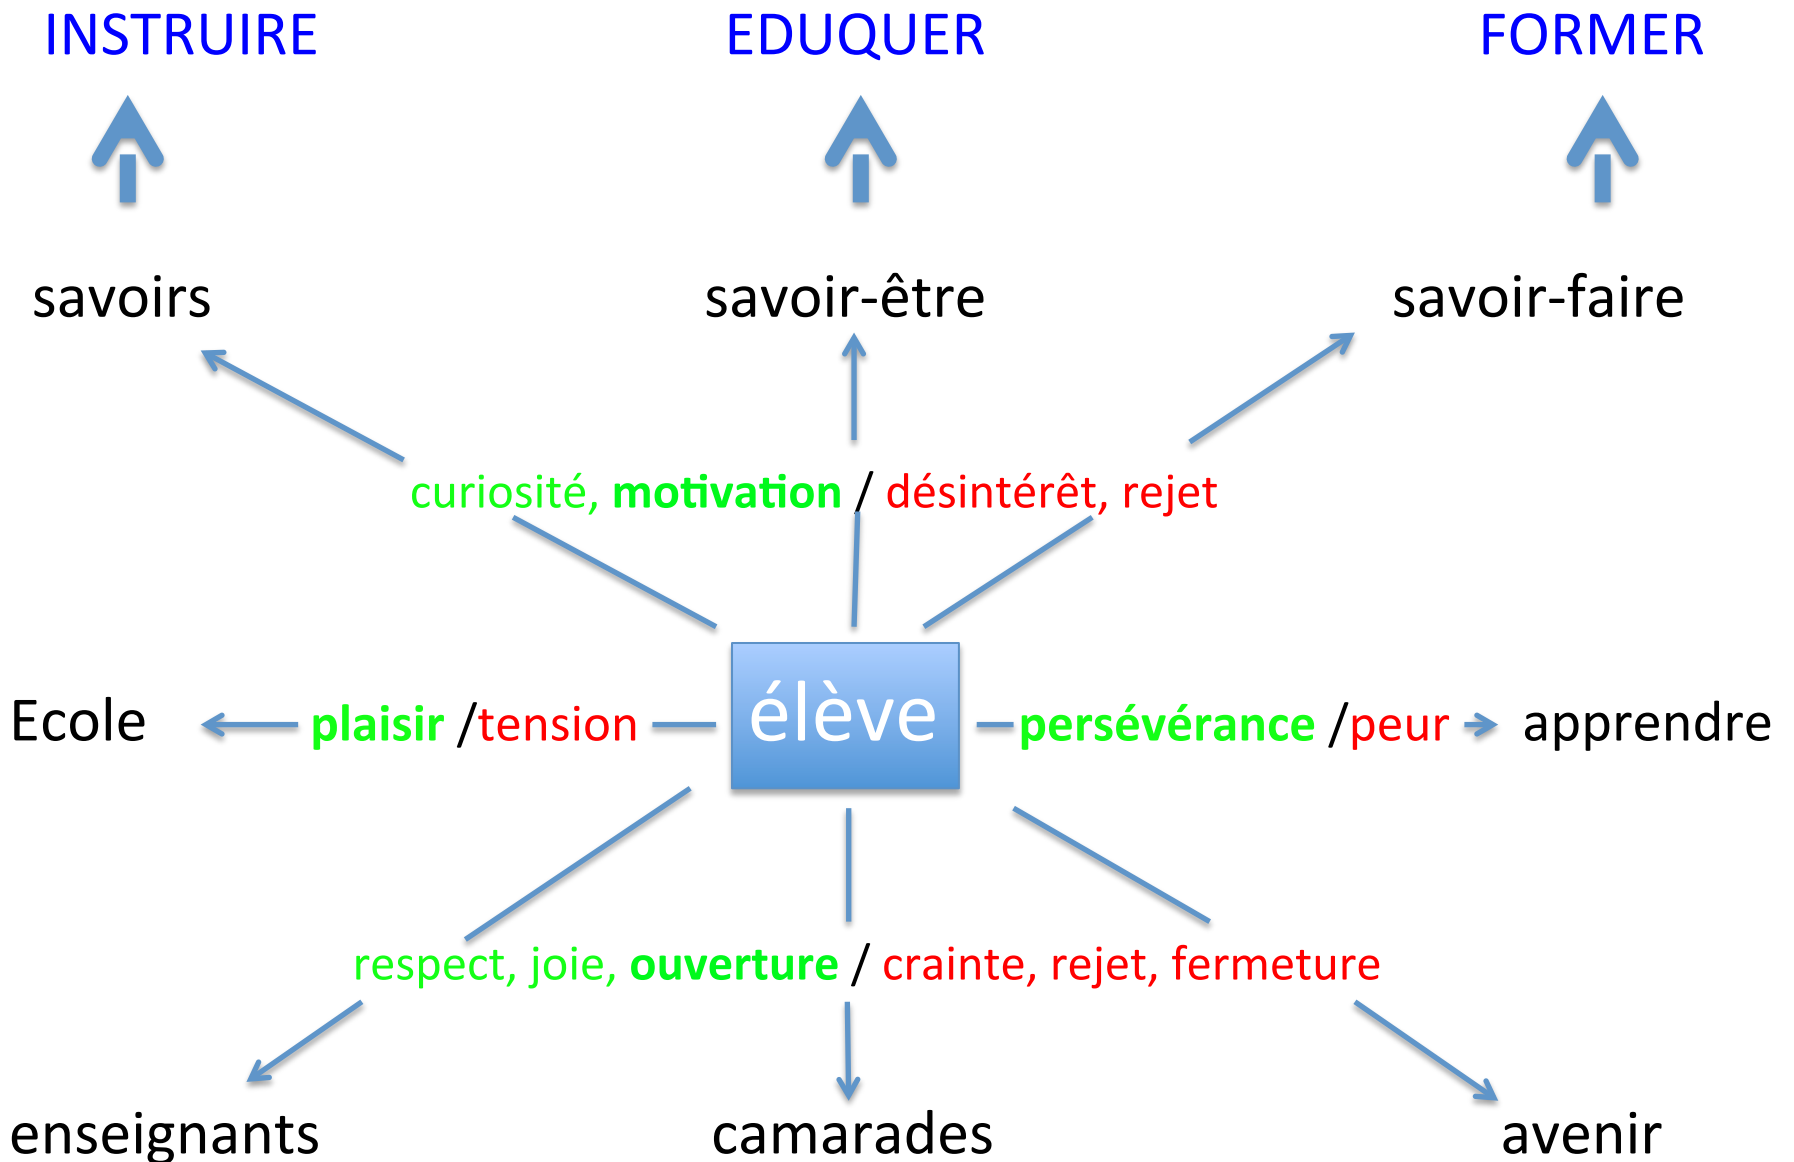 INSTRUIRE EDUQUER FORMER
savoirs savoir-être savoir-faire
curiosité, motivation / désintérêt, rejet
Ecole plaisir /tension élève persévérance /peur apprendre
respect, joie, ouverture / crainte, rejet, fermeture
enseignants camarades avenir